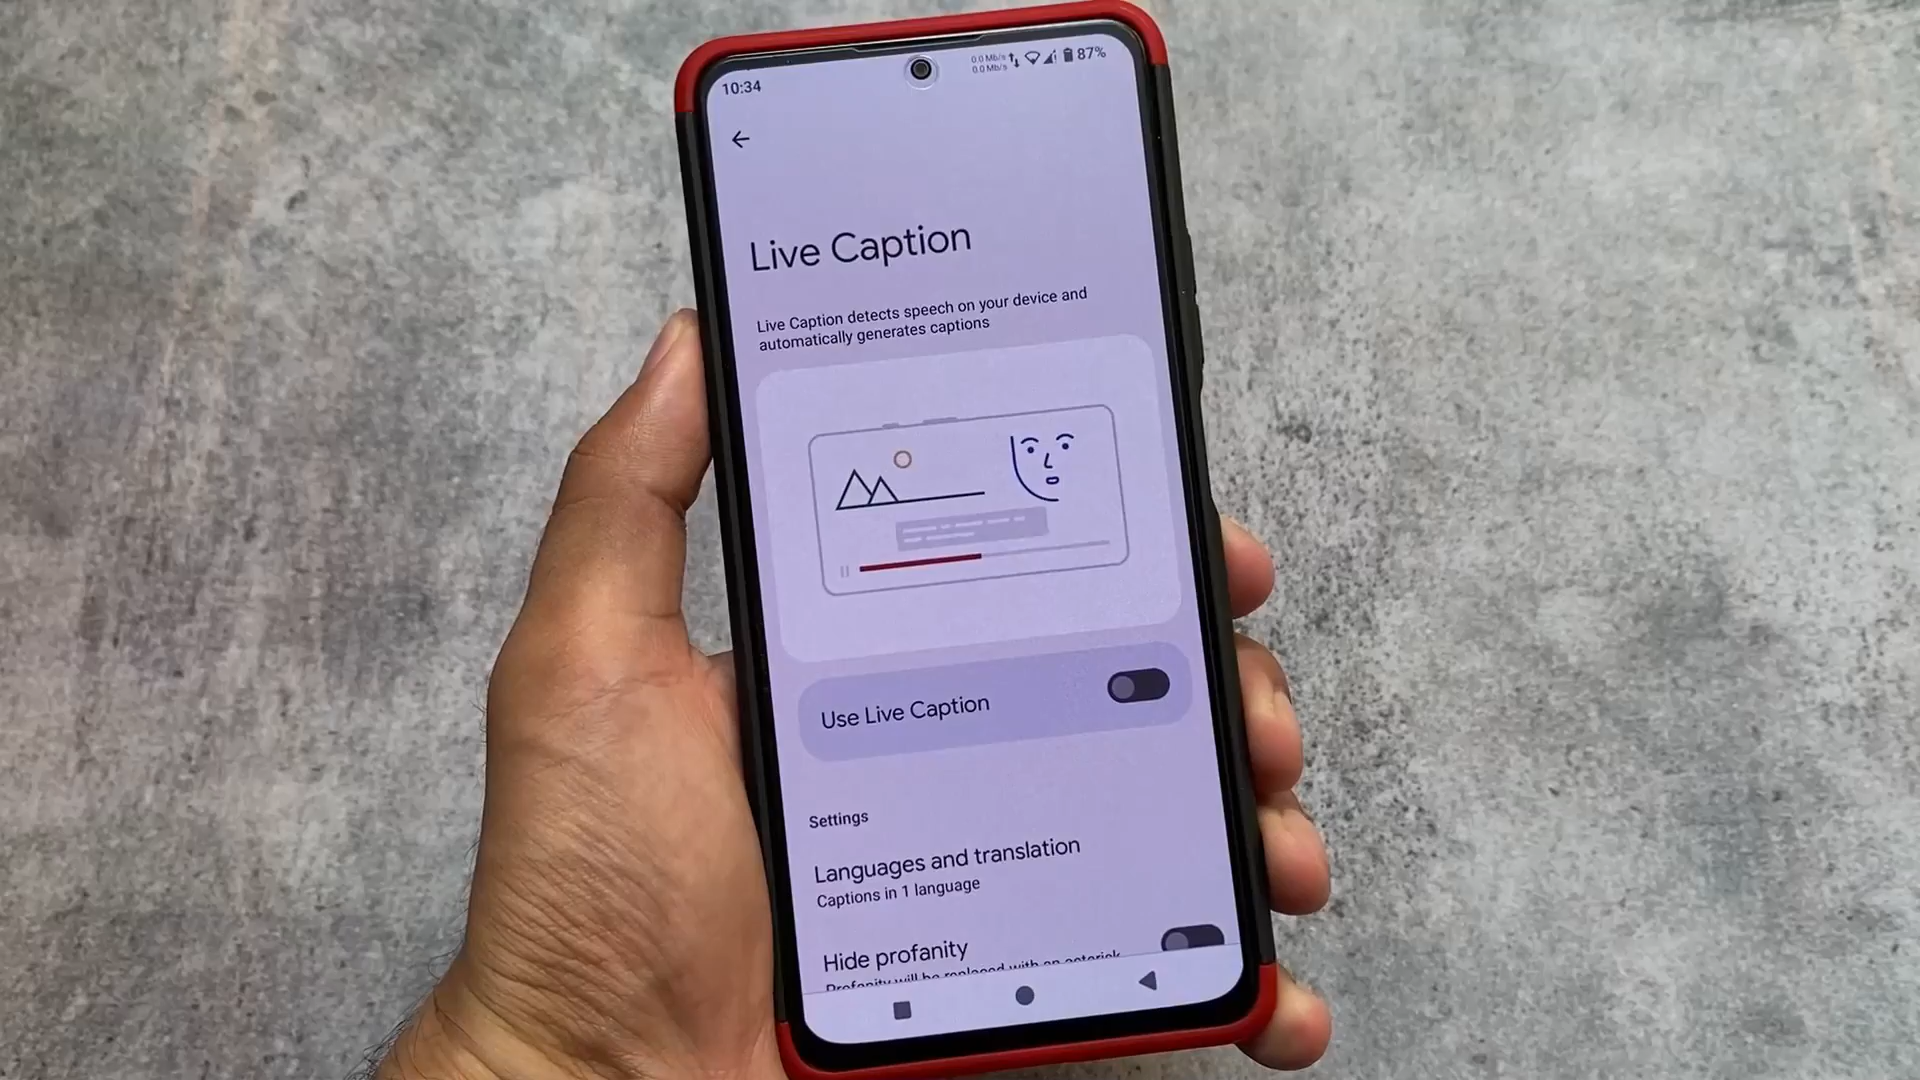 10:34
0.0 Mb/s
0.0 Mb/s
87%
Live Caption
Live Caption detects speech on your device and
automatically generates captions
Use Live Caption
Settings
Languages and translation
Captions in 1 language
Hide profanity
Profanity will be replaced with an asterisk